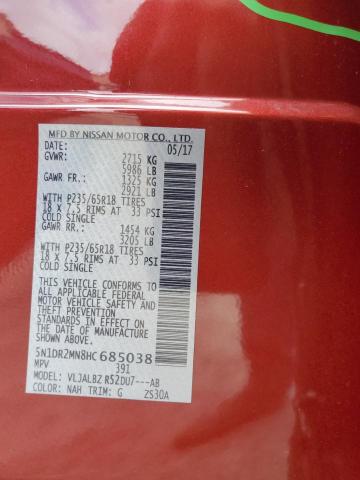 MFD BY NISSAN MOTOR CO., LTD.
DATE: 05/17
GVWR: 2715 KG
5986 LB
GAWR FR.: 1325 KG
2921 LB
WITH P235/65R18 TIRES
18 X 7.5 RIMS AT 33 PSI
COLD SINGLE
GAWR RR.: 1454 KG
3205 LB
WITH P235/65R18 TIRES
18 X 7.5 RIMS AT 33 PSI
COLD SINGLE
THIS VEHICLE CONFORMS TO
ALL APPLICABLE FEDERAL
MOTOR VEHICLE SAFETY AND
THEFT PREVENTION
STANDARDS IN EFFECT ON
THE DATE OF MANUFACTURE
SHOWN ABOVE
5N1DR2MN8HC685038
MPV 391
MODEL: VLJALBZ R52DU7---AB
COLOR: NAH TRIM: G ZS30A